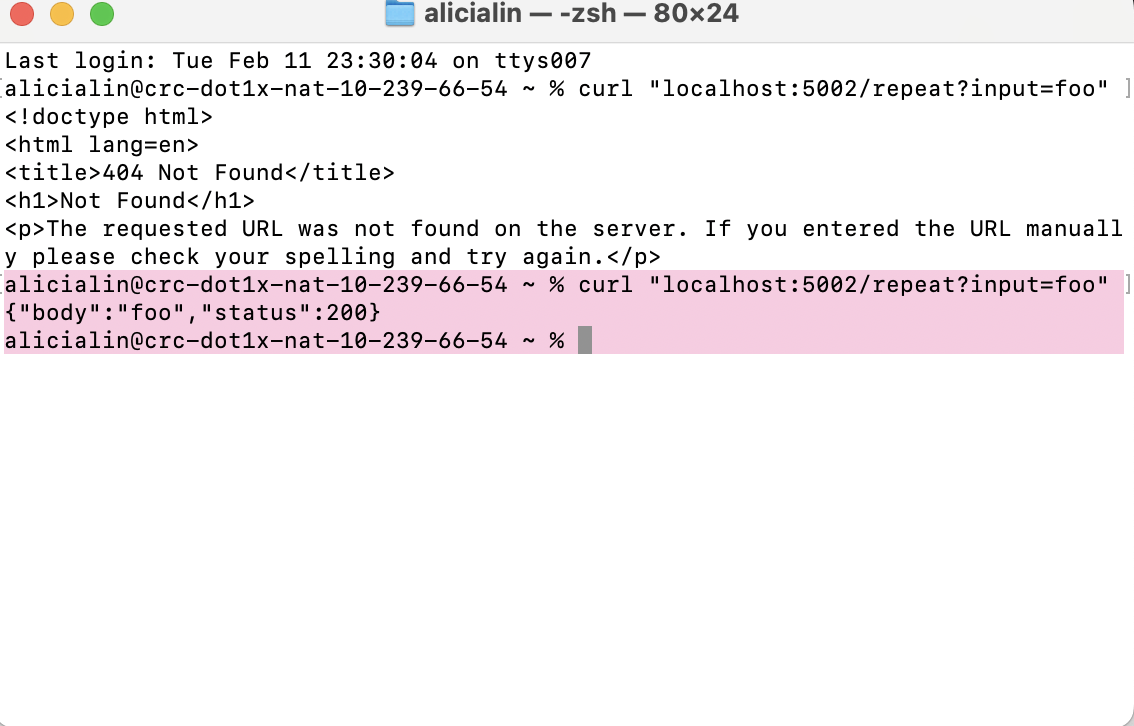 alicialin — -zsh — 80×24
Last login: Tue Feb 11 23:30:04 on ttys007
[alicialin@crc-dot1x-nat-10-239-66-54 ~ % curl "localhost:5002/repeat?input=foo" ]
<!doctype html>
<html lang=en>
<title>404 Not Found</title>
<h1>Not Found</h1>
<p>The requested URL was not found on the server. If you entered the URL manuall
y please check your spelling and try again.</p>
[alicialin@crc-dot1x-nat-10-239-66-54 ~ % curl "localhost:5002/repeat?input=foo" ]
{"body":"foo","status":200}
alicialin@crc-dot1x-nat-10-239-66-54 ~ %